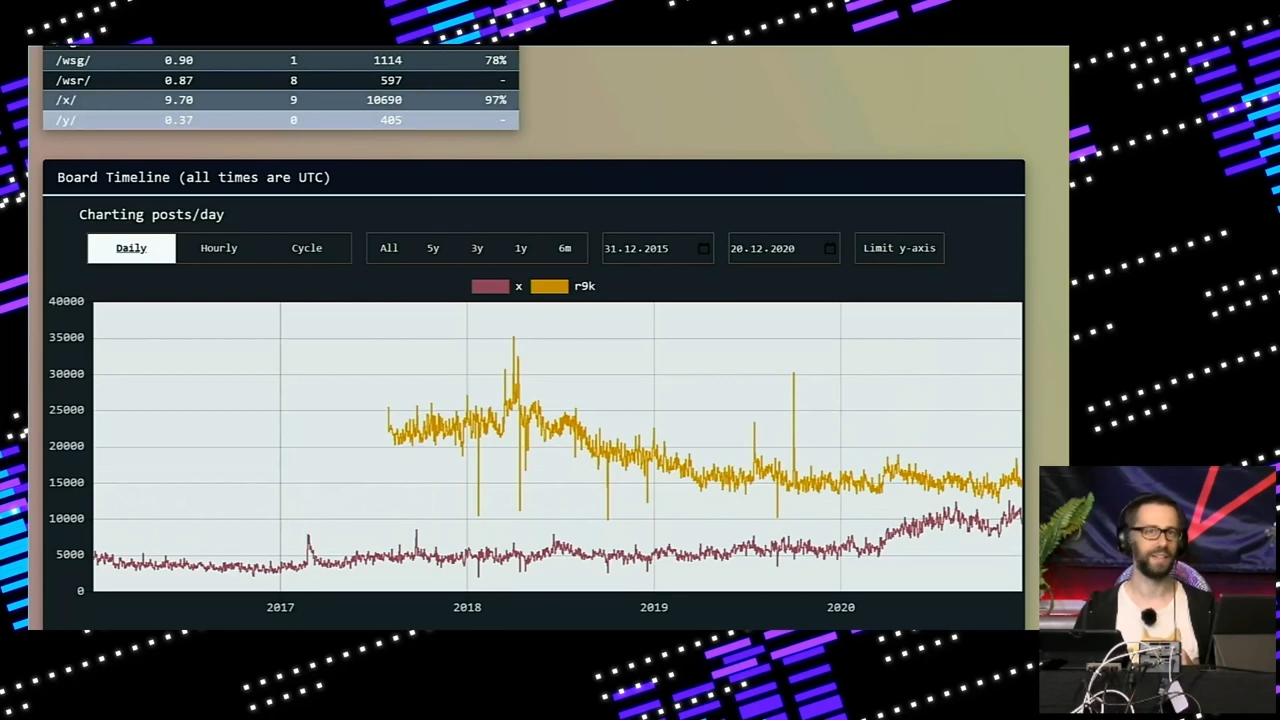 /wsg/ 0.90 1 1114 78%
/wsr/ 0.87 8 597 -
/x/ 9.70 9 10690 97%
/y/ 0.37 0 405 -
Board Timeline (all times are UTC)
Charting posts/day
Daily Hourly Cycle All 5y 3y 1y 6m 31.12.2015 20.12.2020 Limit y-axis
x r9k
40000
35000
30000
25000
20000
15000
10000
5000
0
2017 2018 2019 2020